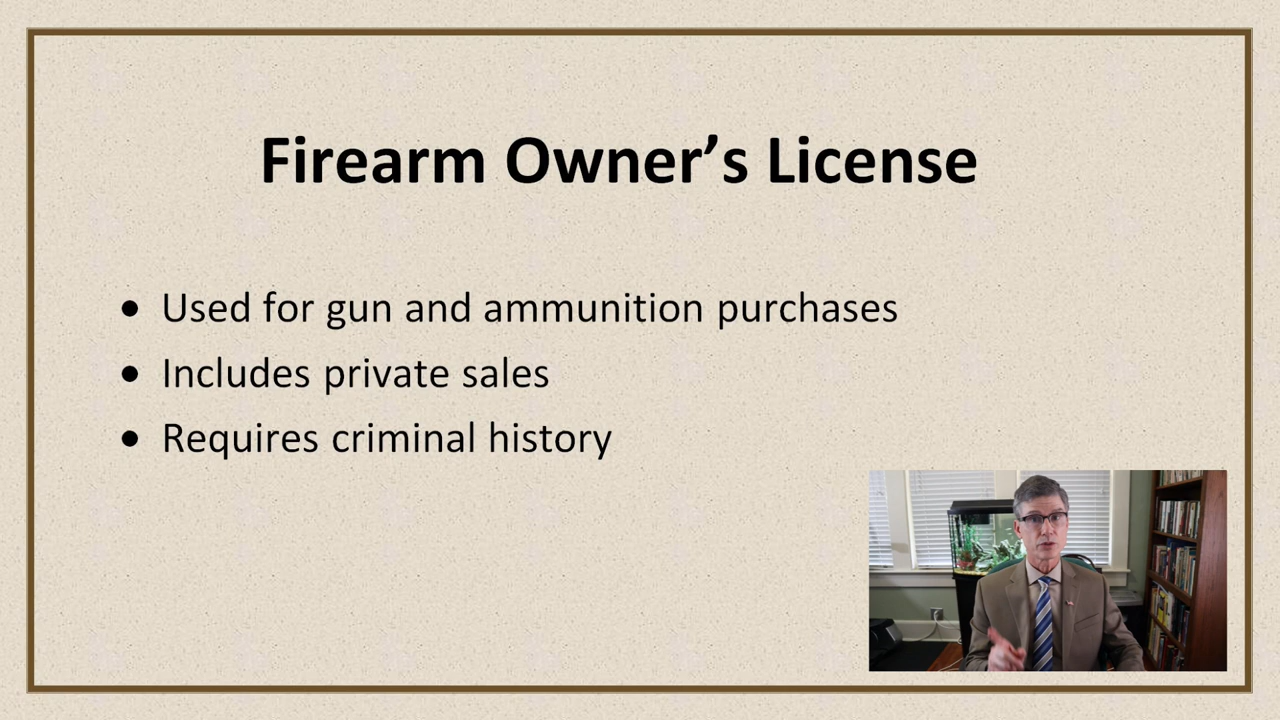 Firearm Owner’s License
• Used for gun and ammunition purchases
• Includes private sales
• Requires criminal history